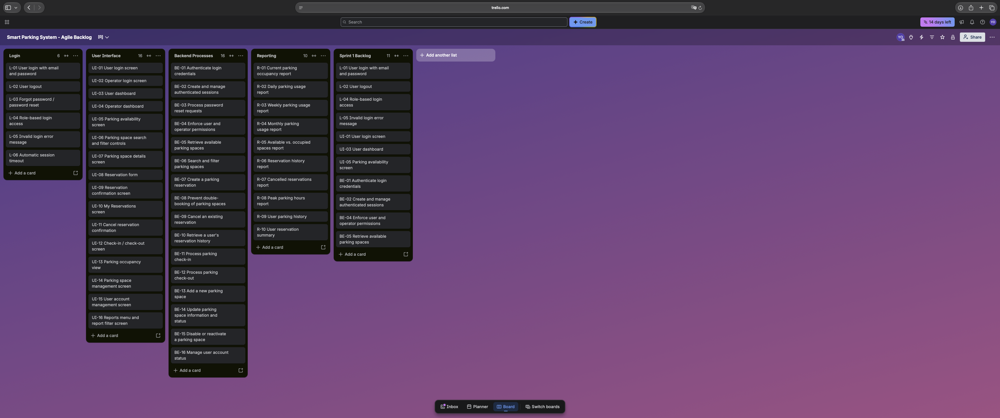 trello.com
Search
Create
14 days left
YO
Smart Parking System - Agile Backlog
YO
Share
Login 6
L-01 User login with email
and password
L-02 User logout
L-03 Forgot password /
password reset
L-04 Role-based login
access
L-05 Invalid login error
message
L-06 Automatic session
timeout
Add a card
User Interface 16
UI-01 User login screen
UI-02 Operator login screen
UI-03 User dashboard
UI-04 Operator dashboard
UI-05 Parking availability
screen
UI-06 Parking space search
and filter controls
UI-07 Parking space details
screen
UI-08 Reservation form
UI-09 Reservation
confirmation screen
UI-10 My Reservations
screen
UI-11 Cancel reservation
confirmation
UI-12 Check-in / check-out
screen
UI-13 Parking occupancy
view
UI-14 Parking space
management screen
UI-15 User account
management screen
UI-16 Reports menu and
report filter screen
Add a card
Backend Processes 16
BE-01 Authenticate login
credentials
BE-02 Create and manage
authenticated sessions
BE-03 Process password
reset requests
BE-04 Enforce user and
operator permissions
BE-05 Retrieve available
parking spaces
BE-06 Search and filter
parking spaces
BE-07 Create a parking
reservation
BE-08 Prevent double-
booking of parking spaces
BE-09 Cancel an existing
reservation
BE-10 Retrieve a user's
reservation history
BE-11 Process parking
check-in
BE-12 Process parking
check-out
BE-13 Add a new parking
space
BE-14 Update parking
space information and
status
BE-15 Disable or reactivate
a parking space
BE-16 Manage user account
status
Add a card
Reporting 10
R-01 Current parking
occupancy report
R-02 Daily parking usage
report
R-03 Weekly parking usage
report
R-04 Monthly parking
usage report
R-05 Available vs. occupied
spaces report
R-06 Reservation history
report
R-07 Cancelled reservations
report
R-08 Peak parking hours
report
R-09 User parking history
R-10 User reservation
summary
Add a card
Sprint 1 Backlog 11
L-01 User login with email
and password
L-02 User logout
L-04 Role-based login
access
L-05 Invalid login error
message
UI-01 User login screen
UI-03 User dashboard
UI-05 Parking availability
screen
BE-01 Authenticate login
credentials
BE-02 Create and manage
authenticated sessions
BE-04 Enforce user and
operator permissions
BE-05 Retrieve available
parking spaces
Add a card
Add another list
Inbox
Planner
Board
Switch boards